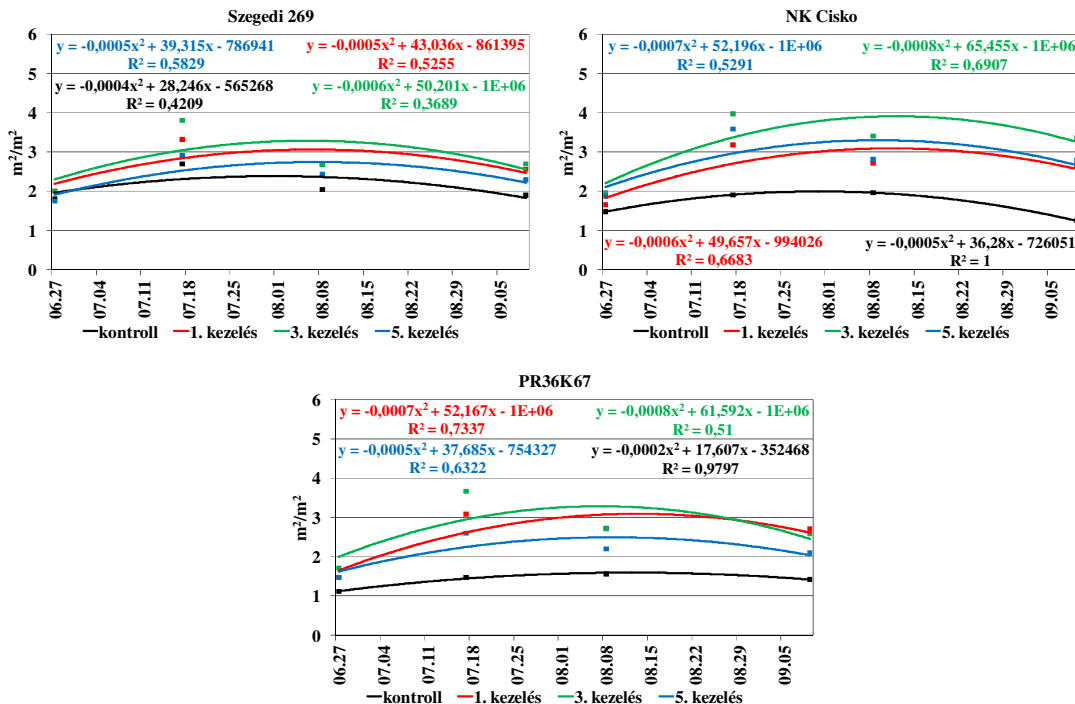 Szegedi 269
y = -0,0005x² + 39,315x - 786941
R² = 0,5829
y = -0,0005x² + 43,036x - 861395
R² = 0,5255
y = -0,0004x² + 28,246x - 565268
R² = 0,4209
y = -0,0006x² + 50,201x - 1E+06
R² = 0,3689
m²/m²
6
5
4
3
2
1
0
06.27 07.04 07.11 07.18 07.25 08.01 08.08 08.15 08.22 08.29 09.05
kontroll 1. kezelés 3. kezelés 5. kezelés
NK Cisko
y = -0,0007x² + 52,196x - 1E+06
R² = 0,5291
y = -0,0008x² + 65,455x - 1E+06
R² = 0,6907
y = -0,0006x² + 49,657x - 994026
R² = 0,6683
y = -0,0005x² + 36,28x - 726051
R² = 1
m²/m²
6
5
4
3
2
1
0
06.27 07.04 07.11 07.18 07.25 08.01 08.08 08.15 08.22 08.29 09.05
kontroll 1. kezelés 3. kezelés 5. kezelés
PR36K67
y = -0,0007x² + 52,167x - 1E+06
R² = 0,7337
y = -0,0008x² + 61,592x - 1E+06
R² = 0,51
y = -0,0005x² + 37,685x - 754327
R² = 0,6322
y = -0,0002x² + 17,607x - 352468
R² = 0,9797
m²/m²
6
5
4
3
2
1
0
06.27 07.04 07.11 07.18 07.25 08.01 08.08 08.15 08.22 08.29 09.05
kontroll 1. kezelés 3. kezelés 5. kezelés